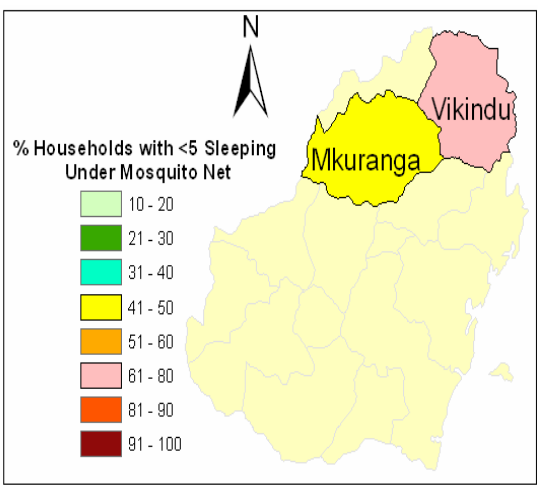 N
Vikindu
Mkuranga
% Households with <5 Sleeping
Under Mosquito Net
10 - 20
21 - 30
31 - 40
41 - 50
51 - 60
61 - 80
81 - 90
91 - 100